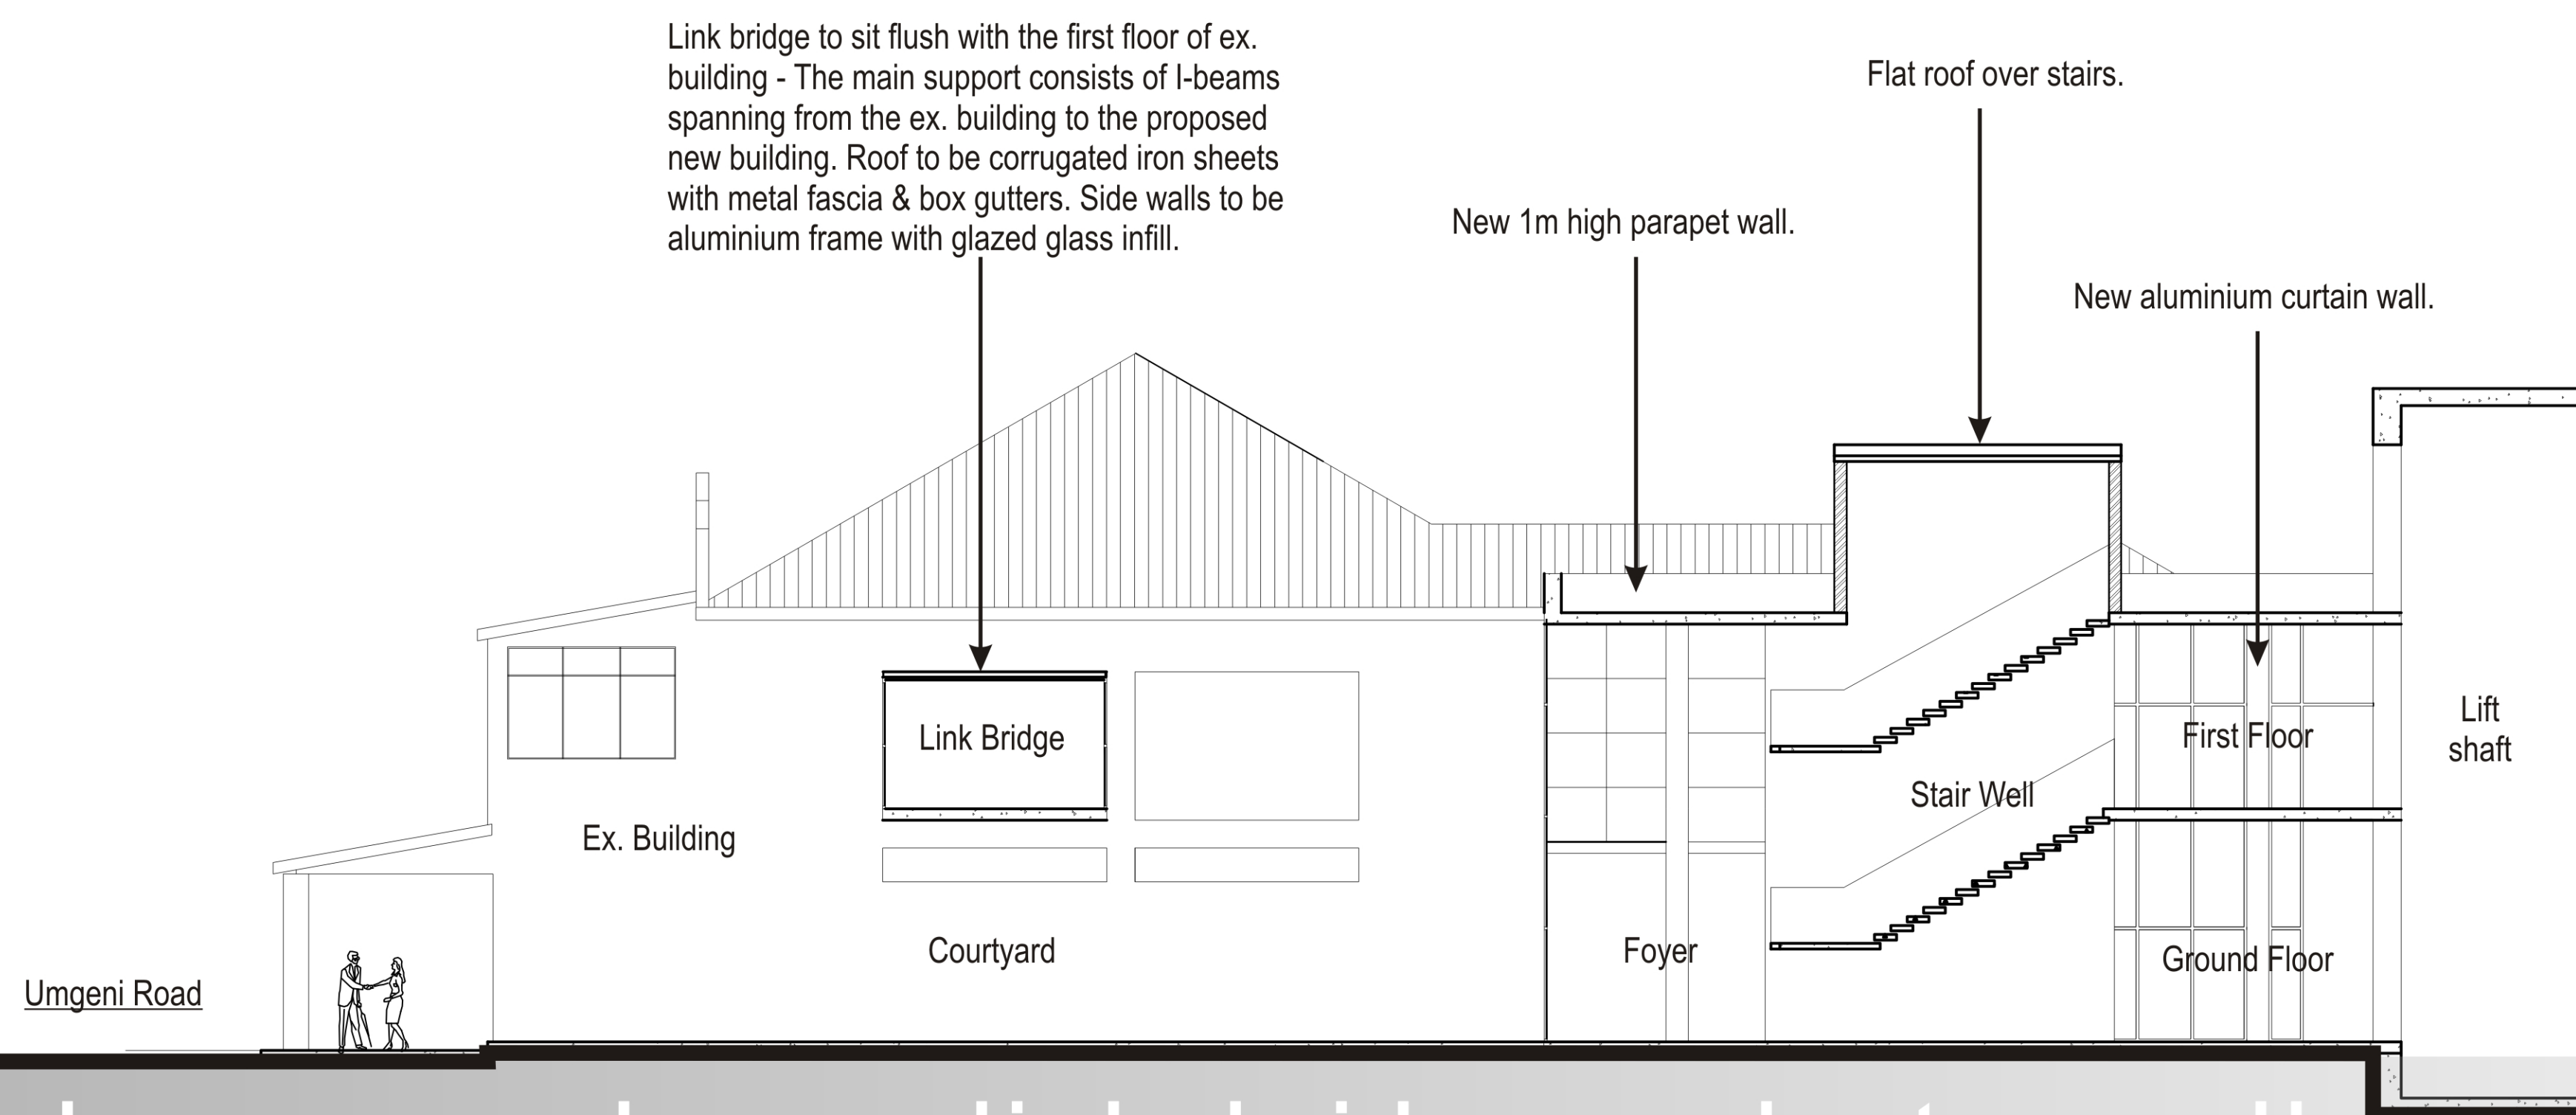 Link bridge to sit flush with the first floor of ex.
building - The main support consists of I-beams
spanning from the ex. building to the proposed
new building. Roof to be corrugated iron sheets
with metal fascia & box gutters. Side walls to be
aluminium frame with glazed glass infill.
Flat roof over stairs.
New 1m high parapet wall.
New aluminium curtain wall.
Link Bridge
First Floor
Lift
shaft
Stair Well
Ex. Building
Courtyard
Foyer
Ground Floor
Umgeni Road